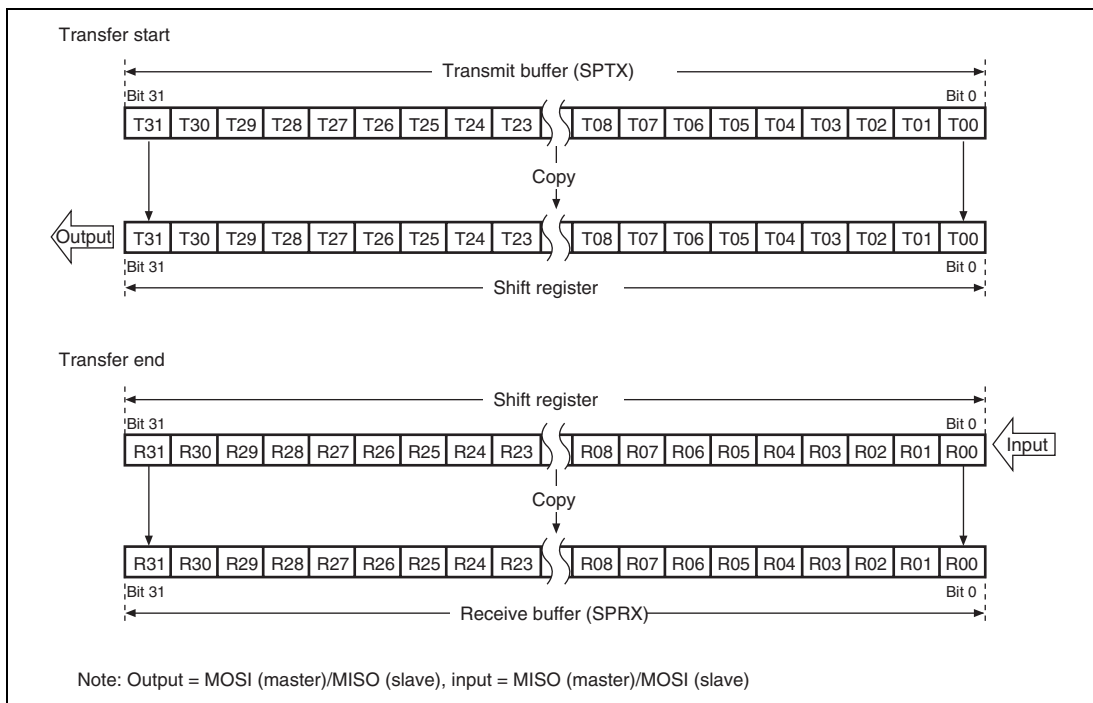 Transfer start
Transmit buffer (SPTX)
Bit 31 Bit 0
T31 T30 T29 T28 T27 T26 T25 T24 T23 T08 T07 T06 T05 T04 T03 T02 T01 T00
Copy
Output T31 T30 T29 T28 T27 T26 T25 T24 T23 T08 T07 T06 T05 T04 T03 T02 T01 T00
Bit 31 Bit 0
Shift register
Transfer end
Shift register
Bit 31 Bit 0
R31 R30 R29 R28 R27 R26 R25 R24 R23 R08 R07 R06 R05 R04 R03 R02 R01 R00 Input
Copy
R31 R30 R29 R28 R27 R26 R25 R24 R23 R08 R07 R06 R05 R04 R03 R02 R01 R00
Bit 31 Bit 0
Receive buffer (SPRX)
Note: Output = MOSI (master)/MISO (slave), input = MISO (master)/MOSI (slave)